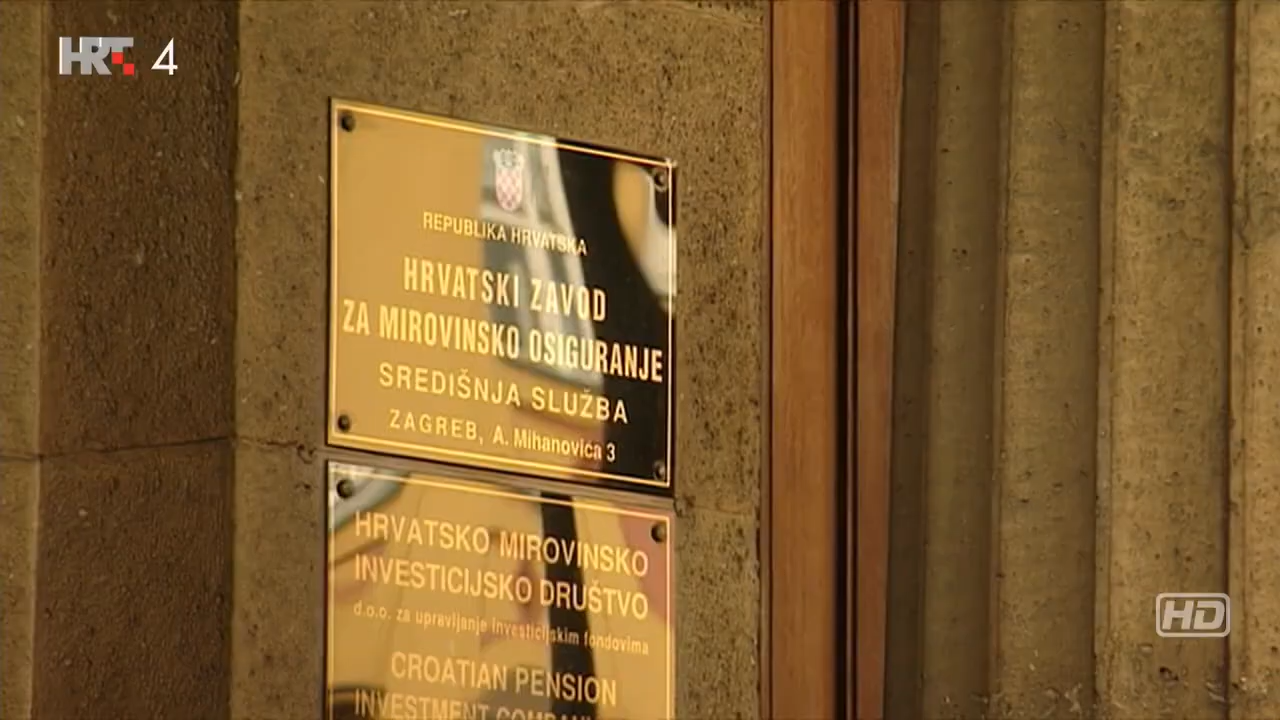 HRT 4
REPUBLIKA HRVATSKA
HRVATSKI ZAVOD
ZA MIROVINSKO OSIGURANJE
SREDIŠNJA SLUŽBA
ZAGREB, A. Mihanovića 3
HRVATSKO MIROVINSKO
INVESTICIJSKO DRUŠTVO
d.o.o. za upravljanje investicijskim fondovima
CROATIAN PENSION
INVESTMENT
HD